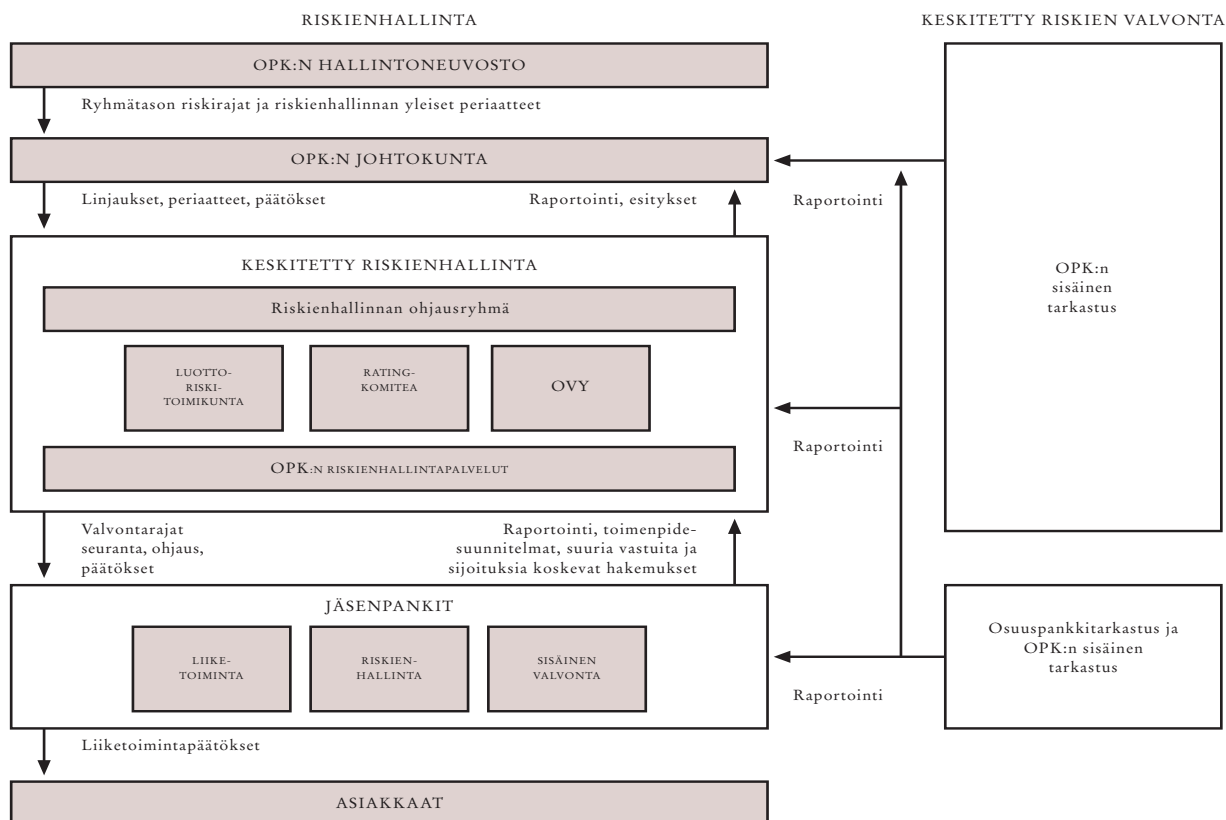 RISKIENHALLINTA
KESKITETTY RISKIEN VALVONTA
OPK:N HALLINTONEUVOSTO
Ryhmätason riskirajat ja riskienhallinnan yleiset periaatteet
OPK:N JOHTOKUNTA
Linjaukset, periaatteet, päätökset
Raportointi, esitykset
Raportointi
KESKITETTY RISKIENHALLINTA
Riskienhallinnan ohjausryhmä
LUOTTO-
RISKI-
TOIMIKUNTA
RATING-
KOMITEA
OVY
OPK:N RISKIENHALLINTAPALVELUT
Raportointi
OPK:n
sisäinen
tarkastus
Valvontarajat
seuranta, ohjaus,
päätökset
Raportointi, toimenpide-
suunnitelmat, suuria vastuita ja
sijoituksia koskevat hakemukset
JÄSENPANKIT
LIIKE-
TOIMINTA
RISKIEN-
HALLINTA
SISÄINEN
VALVONTA
Raportointi
Osuuspankkitarkastus ja
OPK:n sisäinen
tarkastus
Liiketoimintapäätökset
ASIAKKAAT